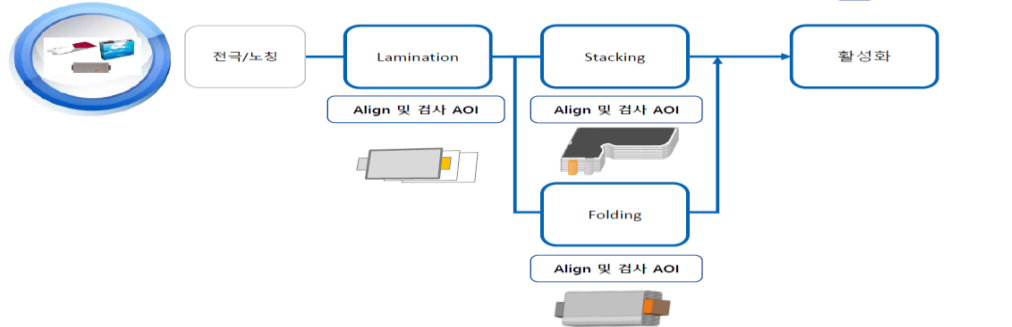 전극/노칭
Lamination
Stacking
활성화
Align 및 검사 AOI
Align 및 검사 AOI
Folding
Align 및 검사 AOI